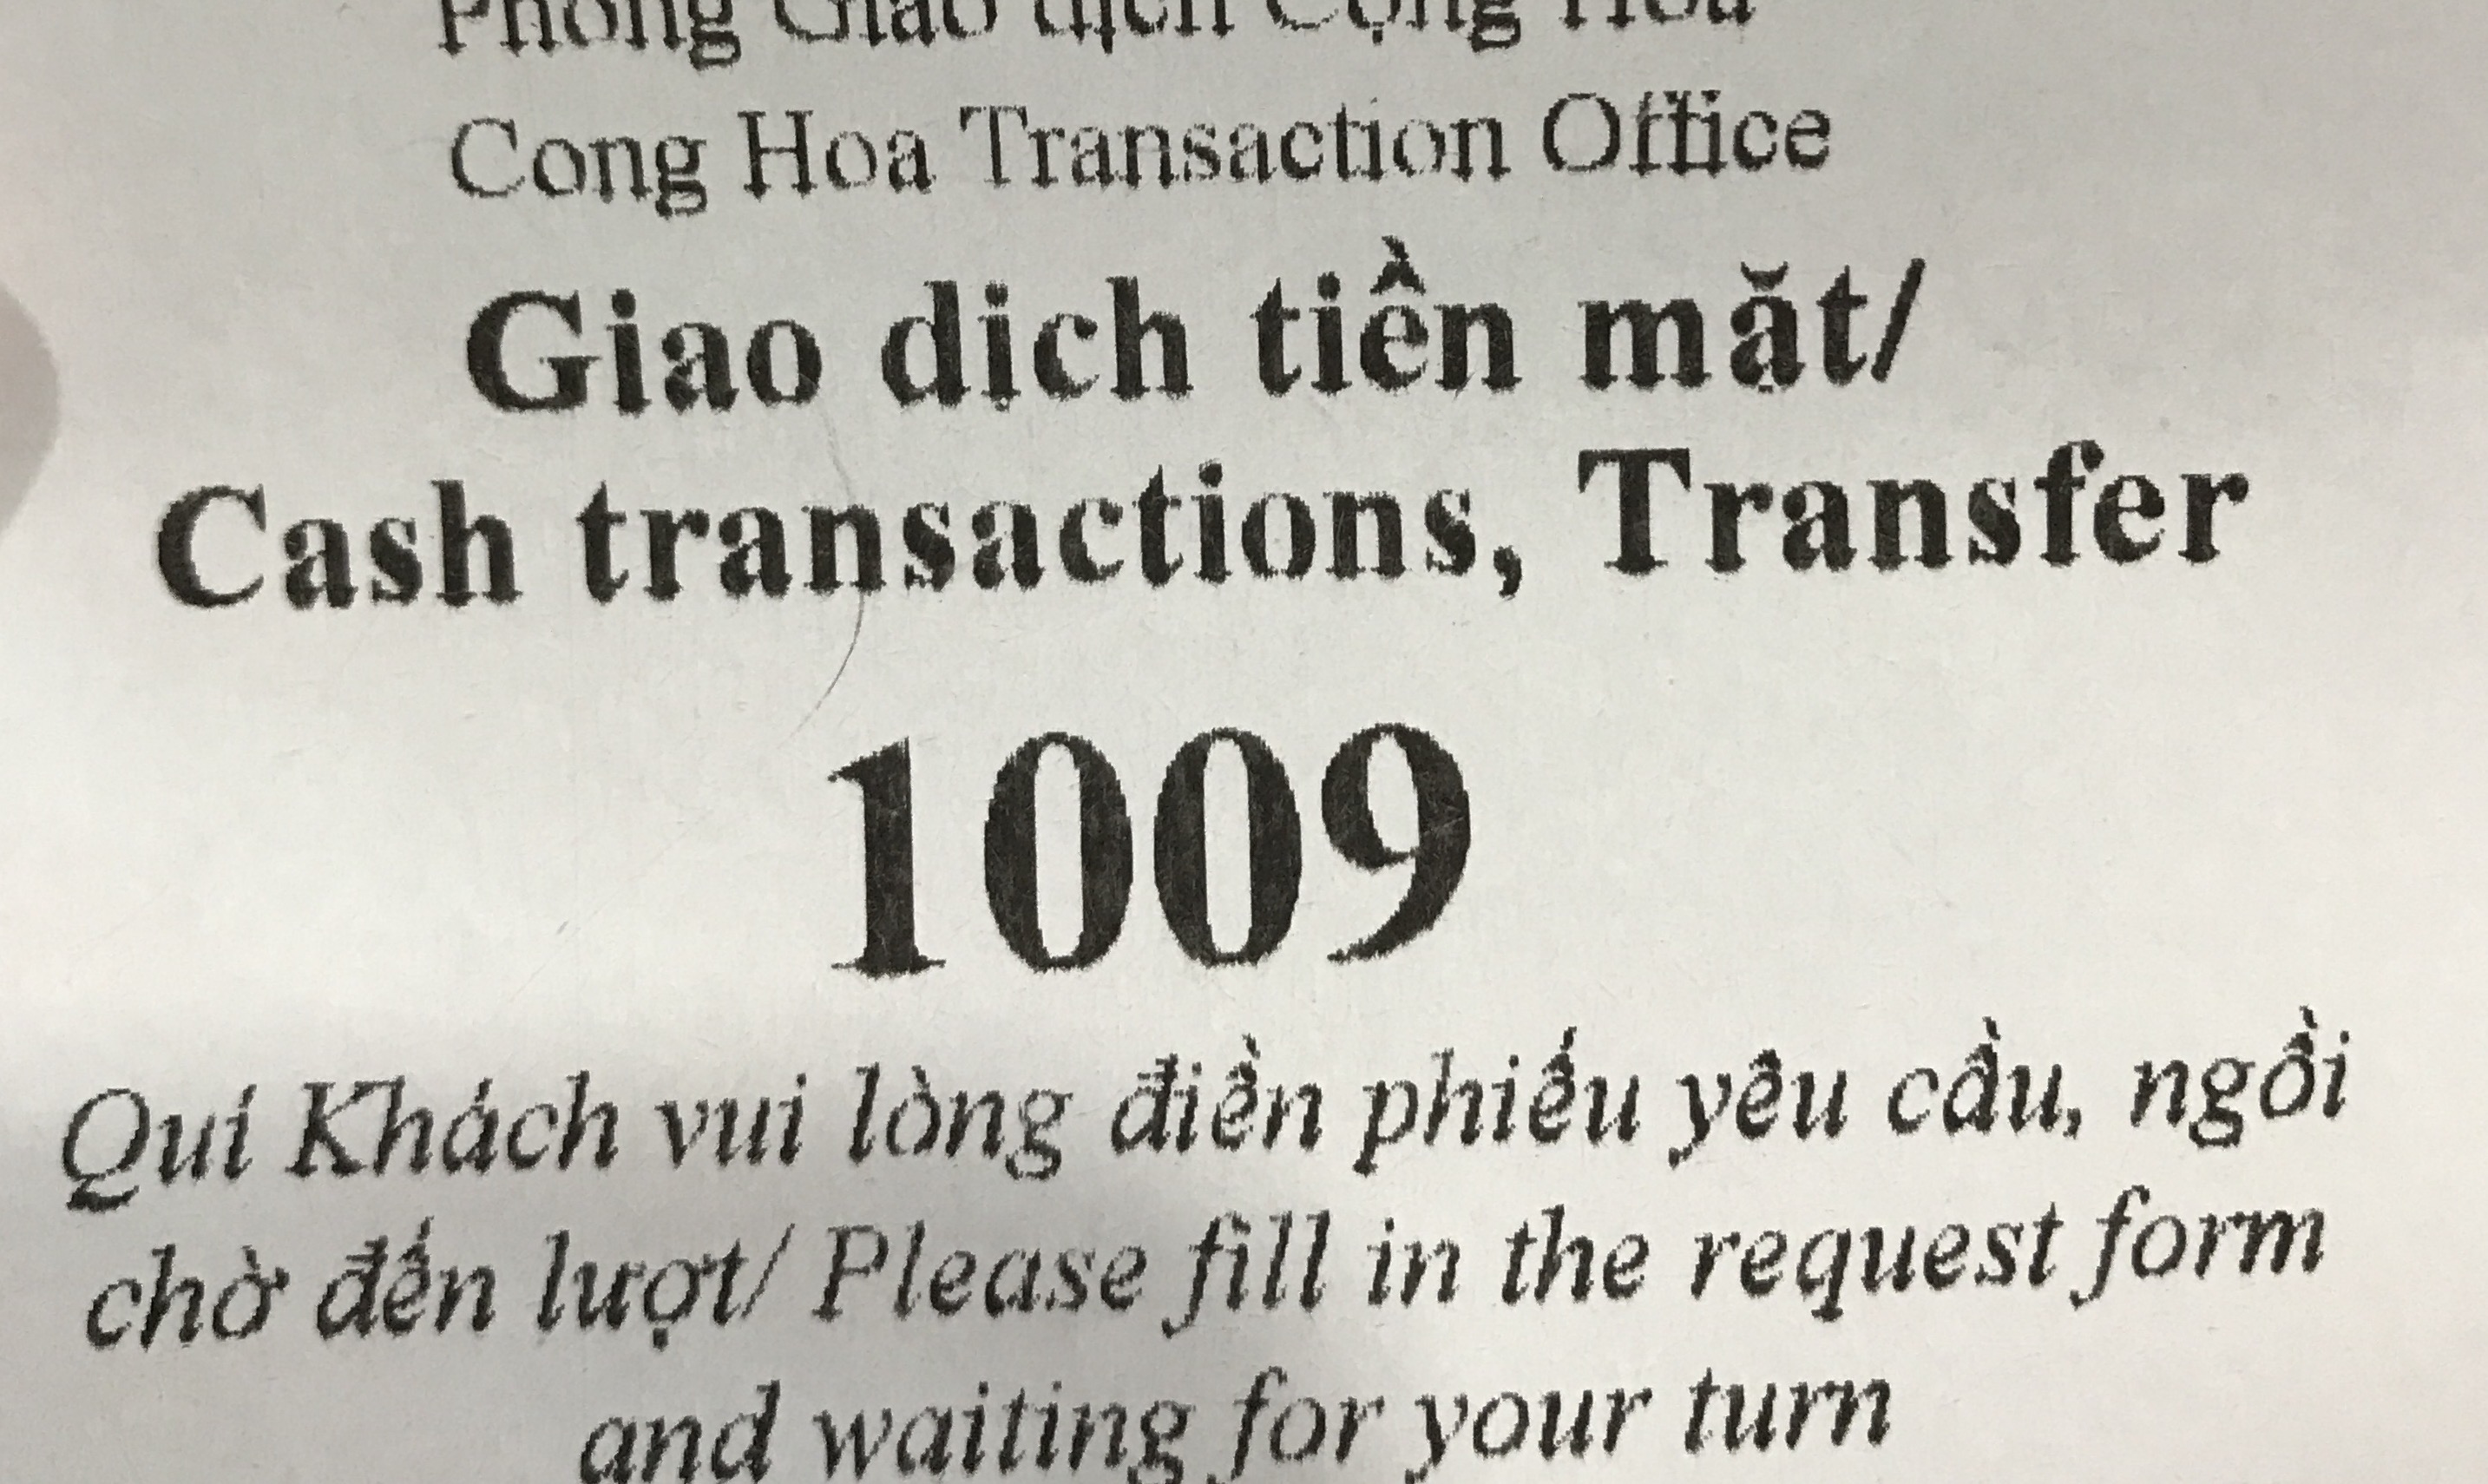 Phòng Giao dịch Cộng Hòa
Cong Hoa Transaction Office
Giao dịch tiền mặt/
Cash transactions, Transfer
1009
Quí Khách vui lòng điền phiếu yêu cầu, ngồi
chờ đến lượt/ Please fill in the request form
and waiting for your turn